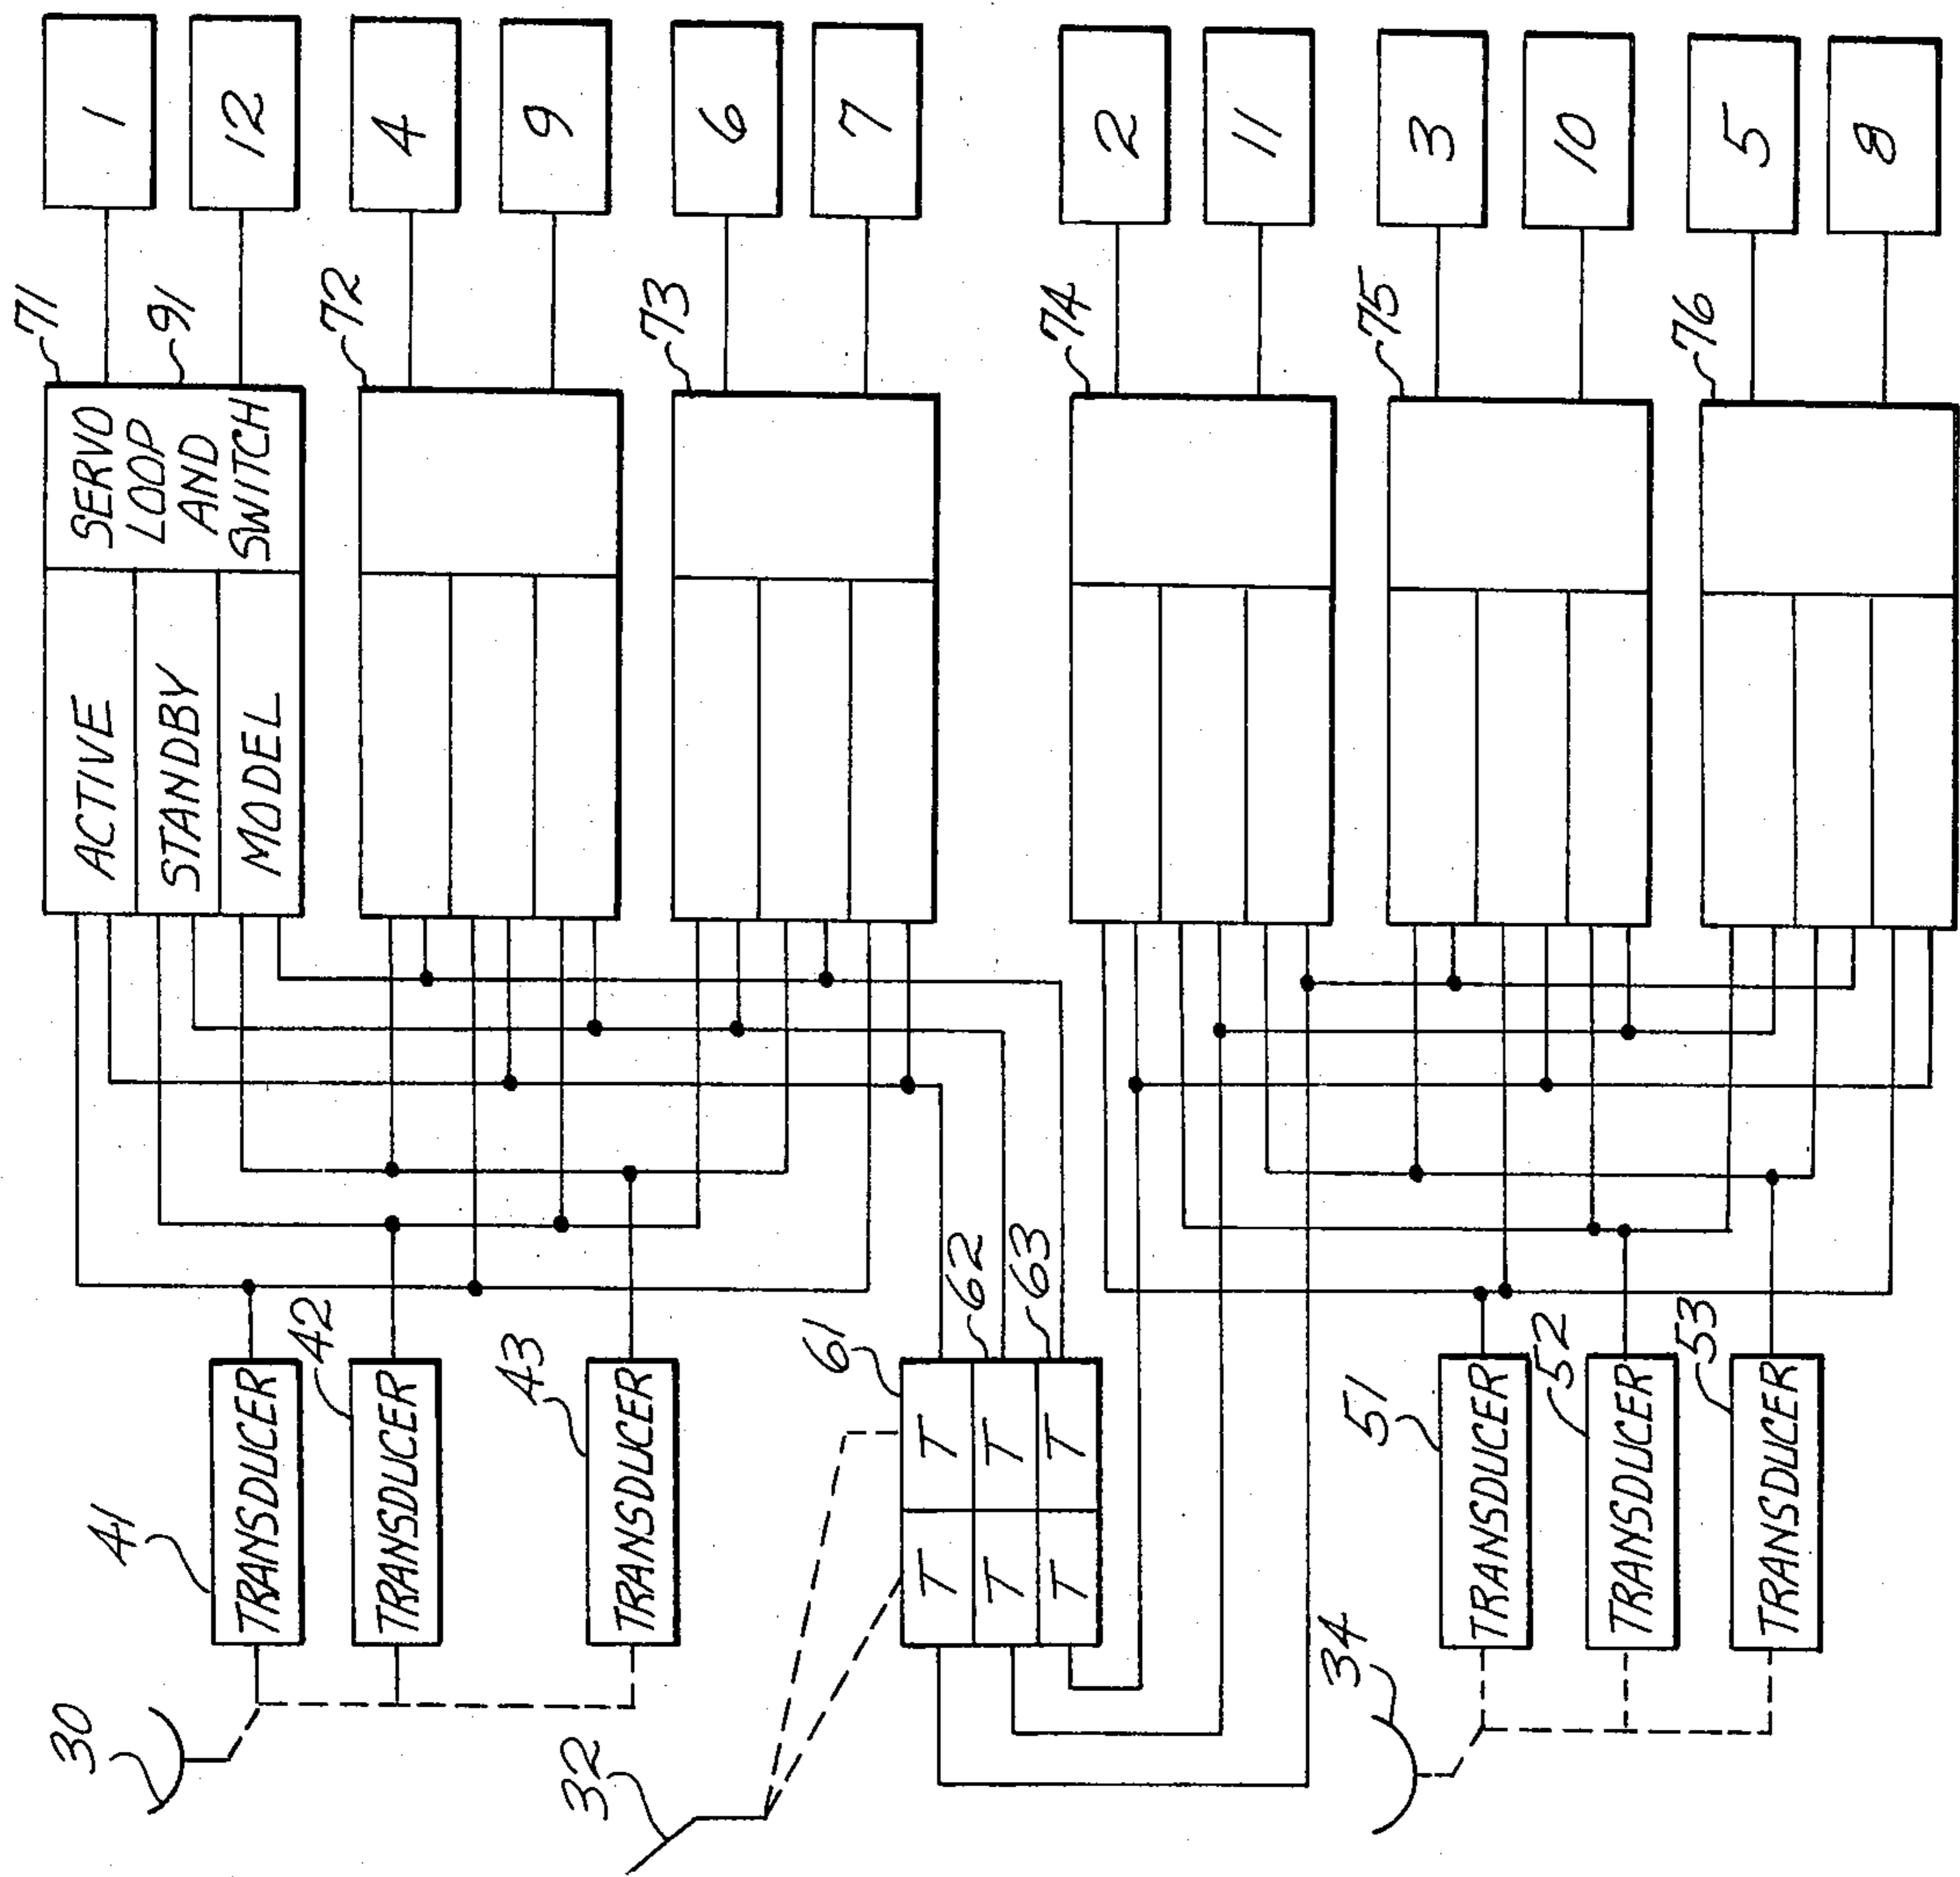 1
12
4
9
6
7
2
11
3
10
5
8
71
91
72
73
74
75
76
SERVO
LOOP
AND
SWITCH
ACTIVE
STANDBY
MODEL
62
63
61
41
TRANSDUCER
42
TRANSDUCER
43
TRANSDUCER
T
T
T
T
T
T
51
TRANSDUCER
52
TRANSDUCER
53
TRANSDUCER
30
32
34